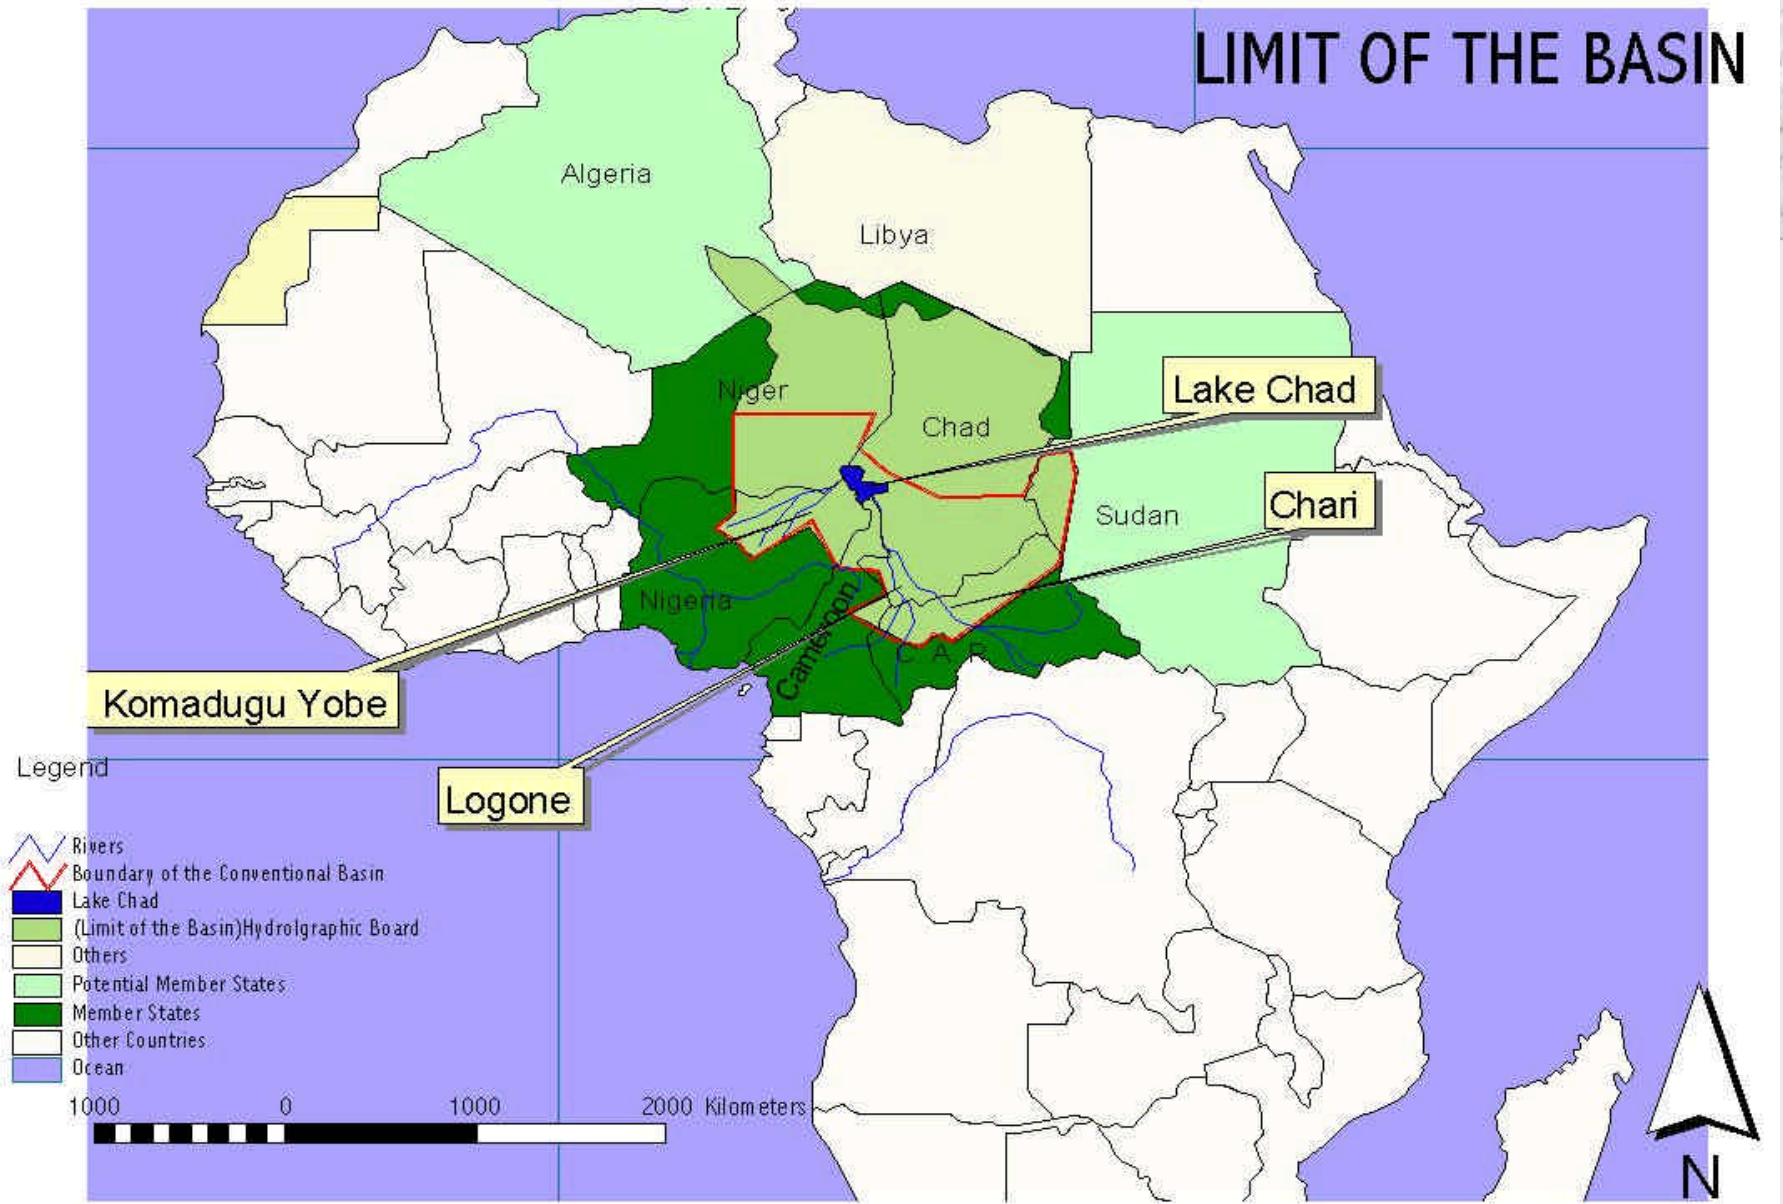 LIMIT OF THE BASIN
Algeria
Libya
Niger
Chad
Lake Chad
Chari
Sudan
Nigeria
Cameroon
C A R
Komadugu Yobe
Logone
Legend
Rivers
Boundary of the Conventional Basin
Lake Chad
(Limit of the Basin)Hydrolgraphic Board
Others
Potential Member States
Member States
Other Countries
Ocean
1000 0 1000 2000 Kilometers
N